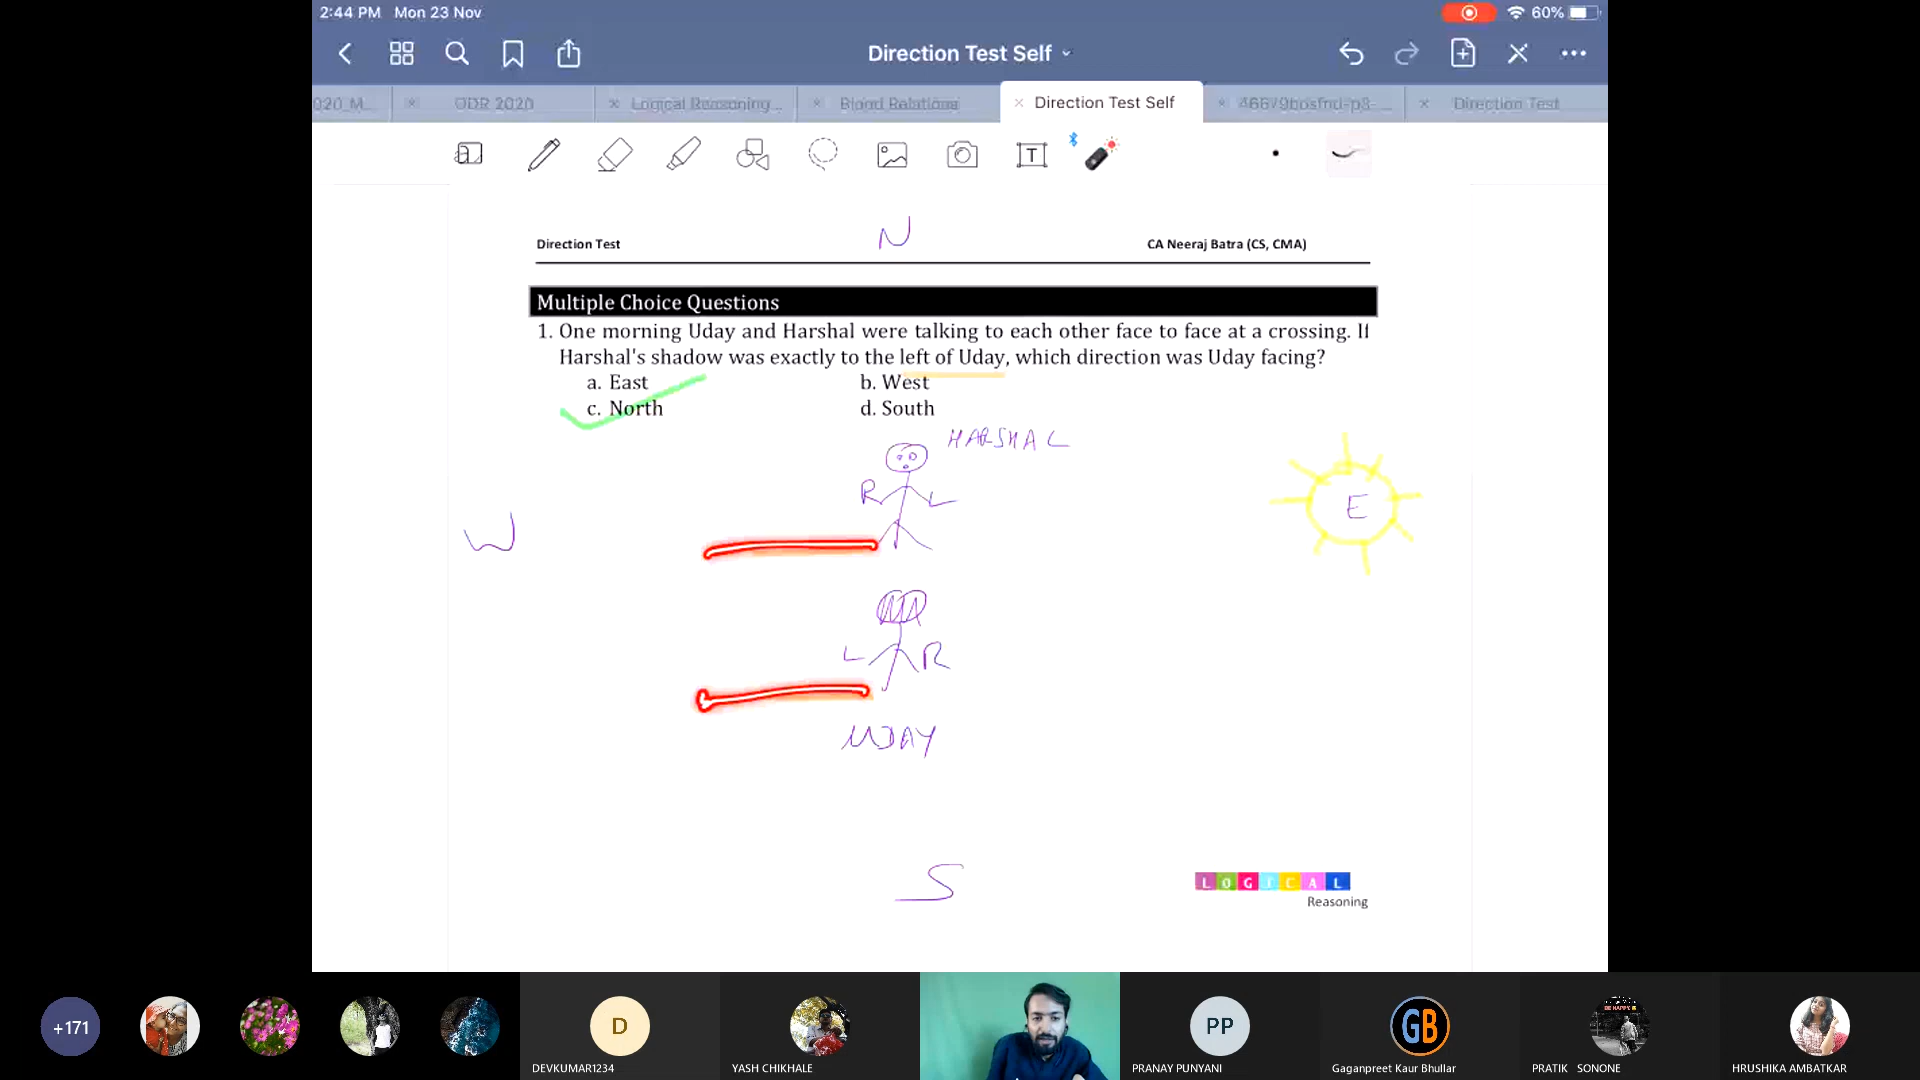 2:44 PM Mon 23 Nov
60%
Direction Test Self
020_M...
ODR 2020
Logical Reasoning...
Blood Relations
Direction Test Self
Direction Test
T
N
Direction Test
CA Neeraj Batra (CS, CMA)
Multiple Choice Questions
1. One morning Uday and Harshal were talking to each other face to face at a crossing. If
Harshal's shadow was exactly to the left of Uday, which direction was Uday facing?
a. East
b. West
c. North
d. South
HARSHAL
R
L
E
W
L
R
UDAY
S
LOGICAL
Reasoning
+171
D
PP
GB
DEVKUMAR1234
YASH CHIKHALE
PRANAY PUNYANI
Gaganpreet Kaur Bhullar
PRATIK SONONE
HRUSHIKA AMBATKAR